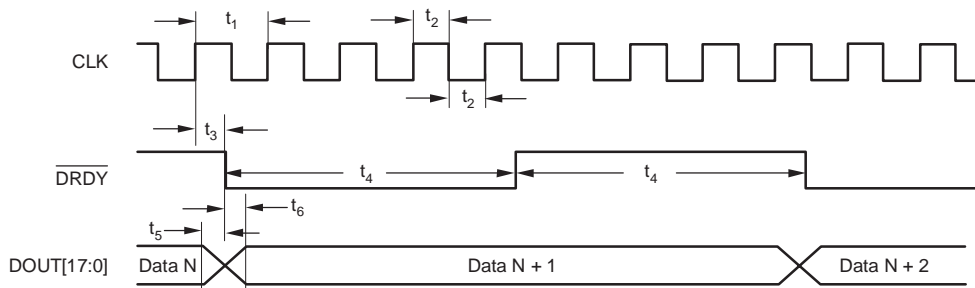 t1
t2
CLK
t2
t3
DRDY
t4
t4
t6
t5
DOUT[17:0]
Data N
Data N + 1
Data N + 2